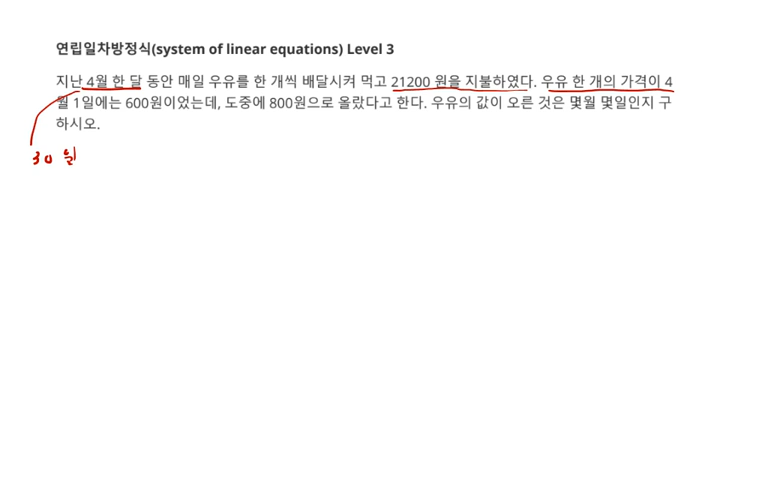 연립일차방정식(system of linear equations) Level 3
지난 4월 한 달 동안 매일 우유를 한 개씩 배달시켜 먹고 21200 원을 지불하였다. 우유 한 개의 가격이 4
월 1일에는 600원이었는데, 도중에 800원으로 올랐다고 한다. 우유의 값이 오른 것은 몇월 몇일인지 구
하시오.
30일